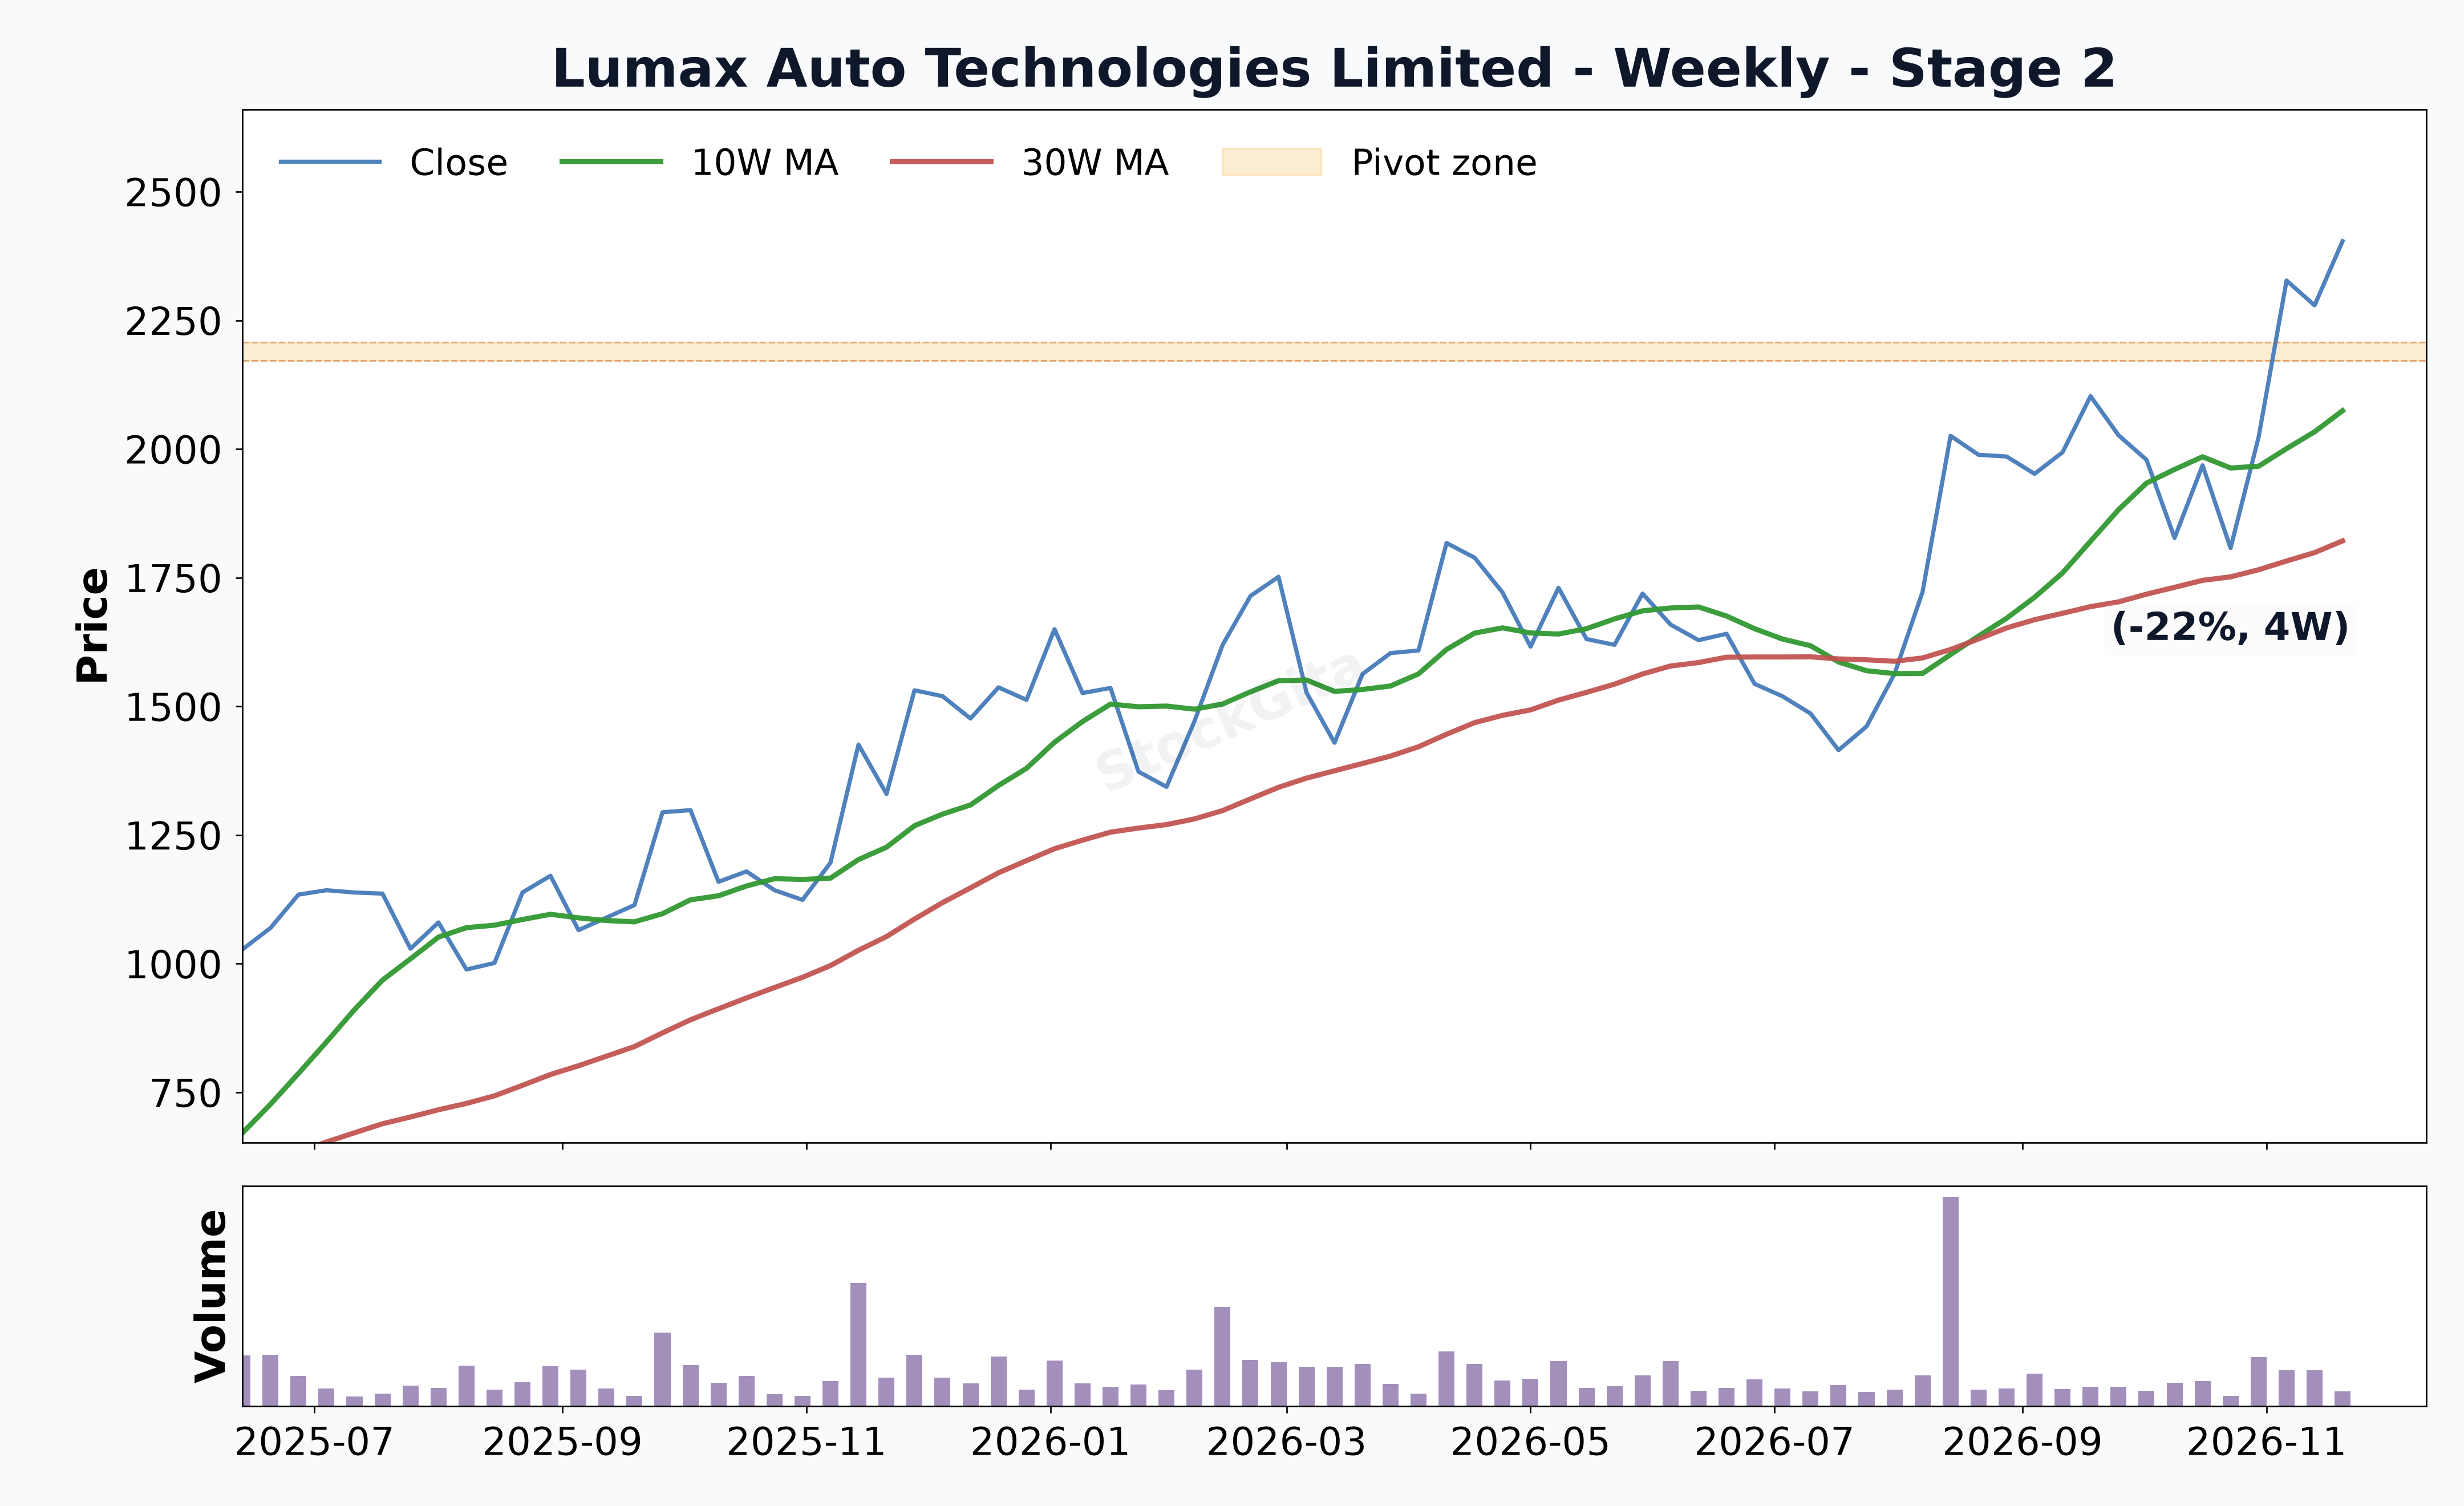 Lumax Auto Technologies Limited - Weekly - Stage 2
Close 10W MA 30W MA Pivot zone
2500
2250
2000
1750
1500
1250
1000
750
Price
(-22%, 4W)
StockGita
Volume
2025-07 2025-09 2025-11 2026-01 2026-03 2026-05 2026-07 2026-09 2026-11